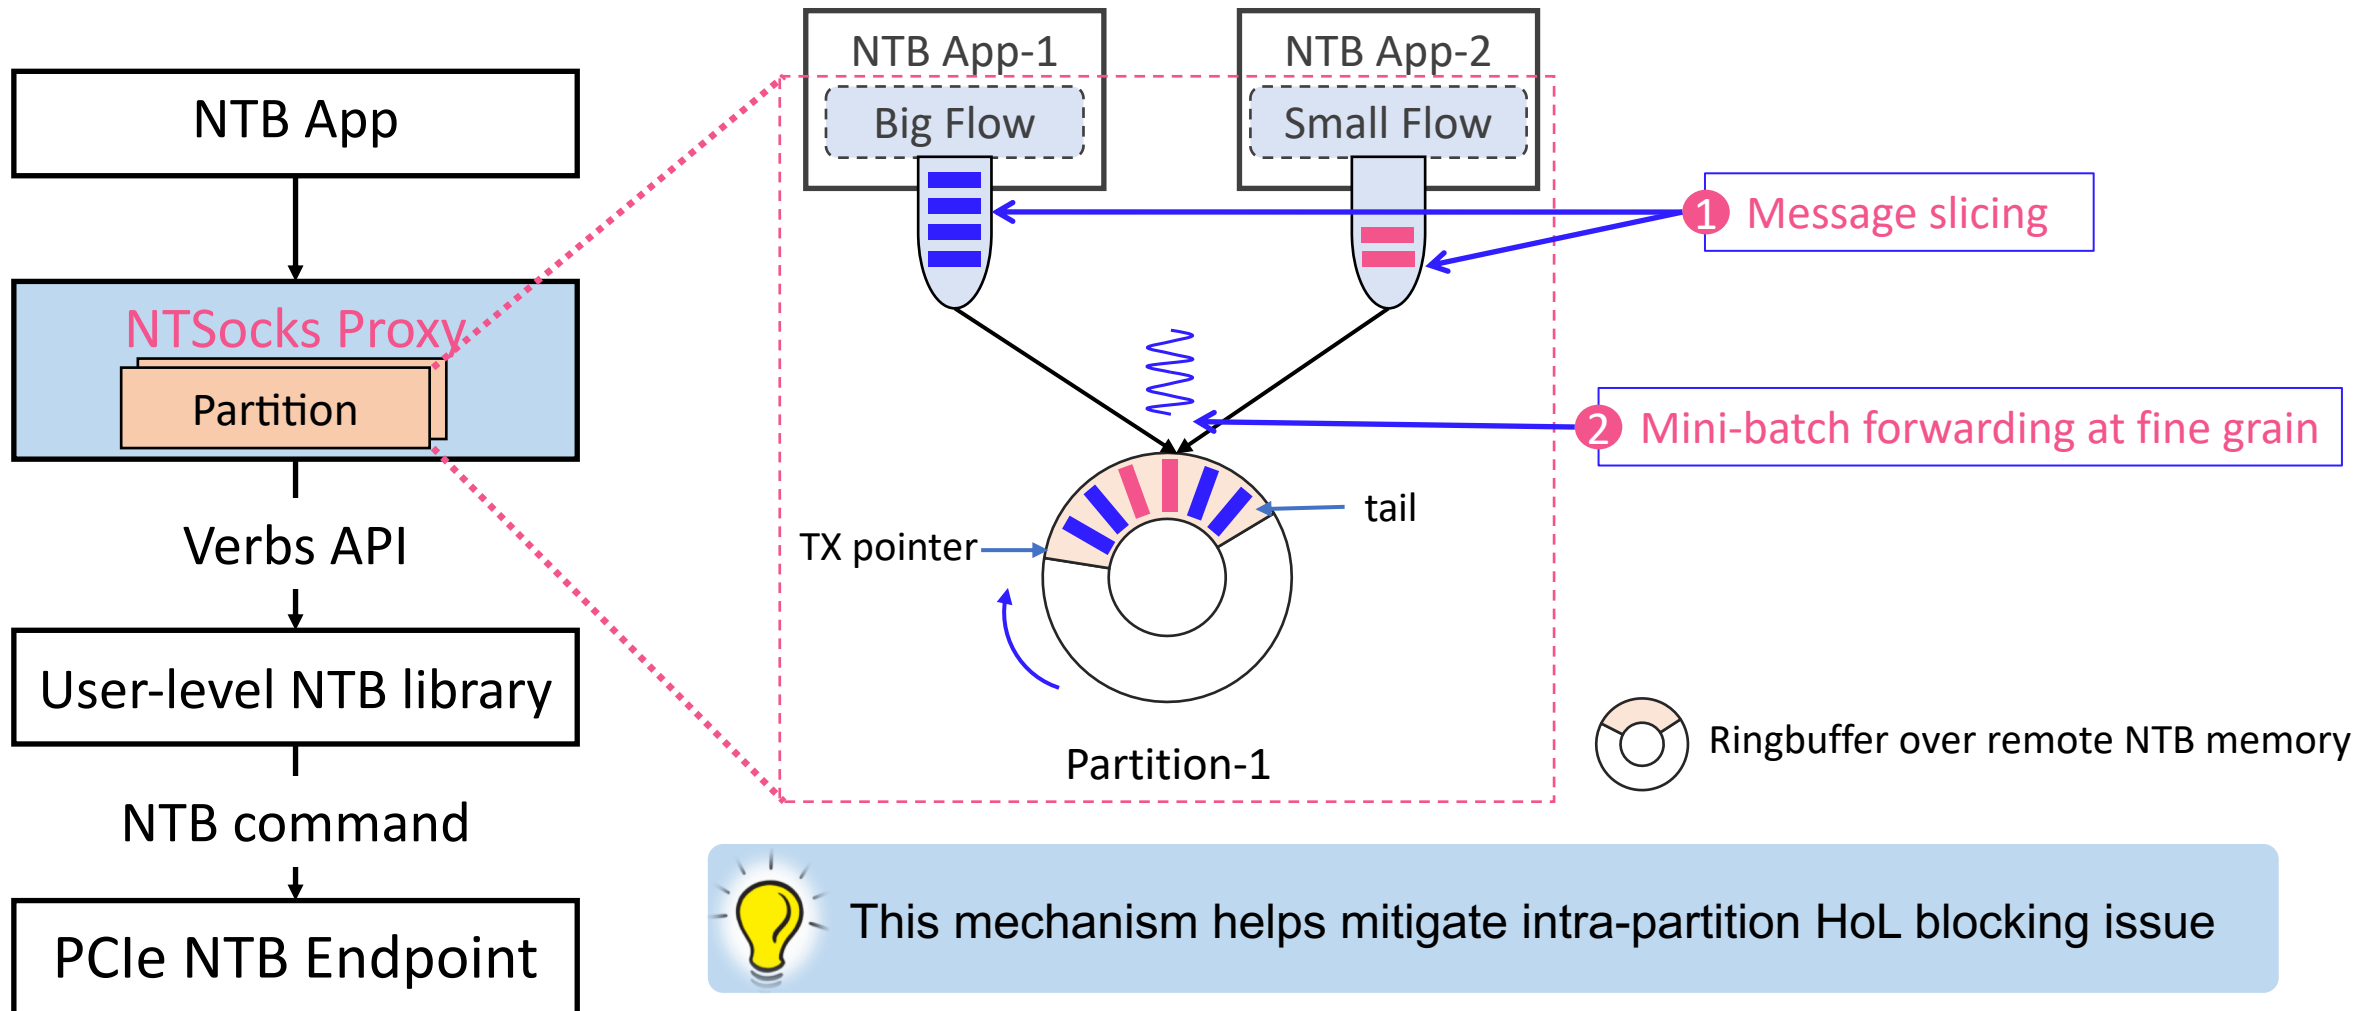 NTB App
NTSocks Proxy
Partition
Verbs API
User-level NTB library
NTB command
PCIe NTB Endpoint
NTB App-1
Big Flow
NTB App-2
Small Flow
1 Message slicing
2 Mini-batch forwarding at fine grain
TX pointer
tail
Partition-1
Ringbuffer over remote NTB memory
This mechanism helps mitigate intra-partition HoL blocking issue